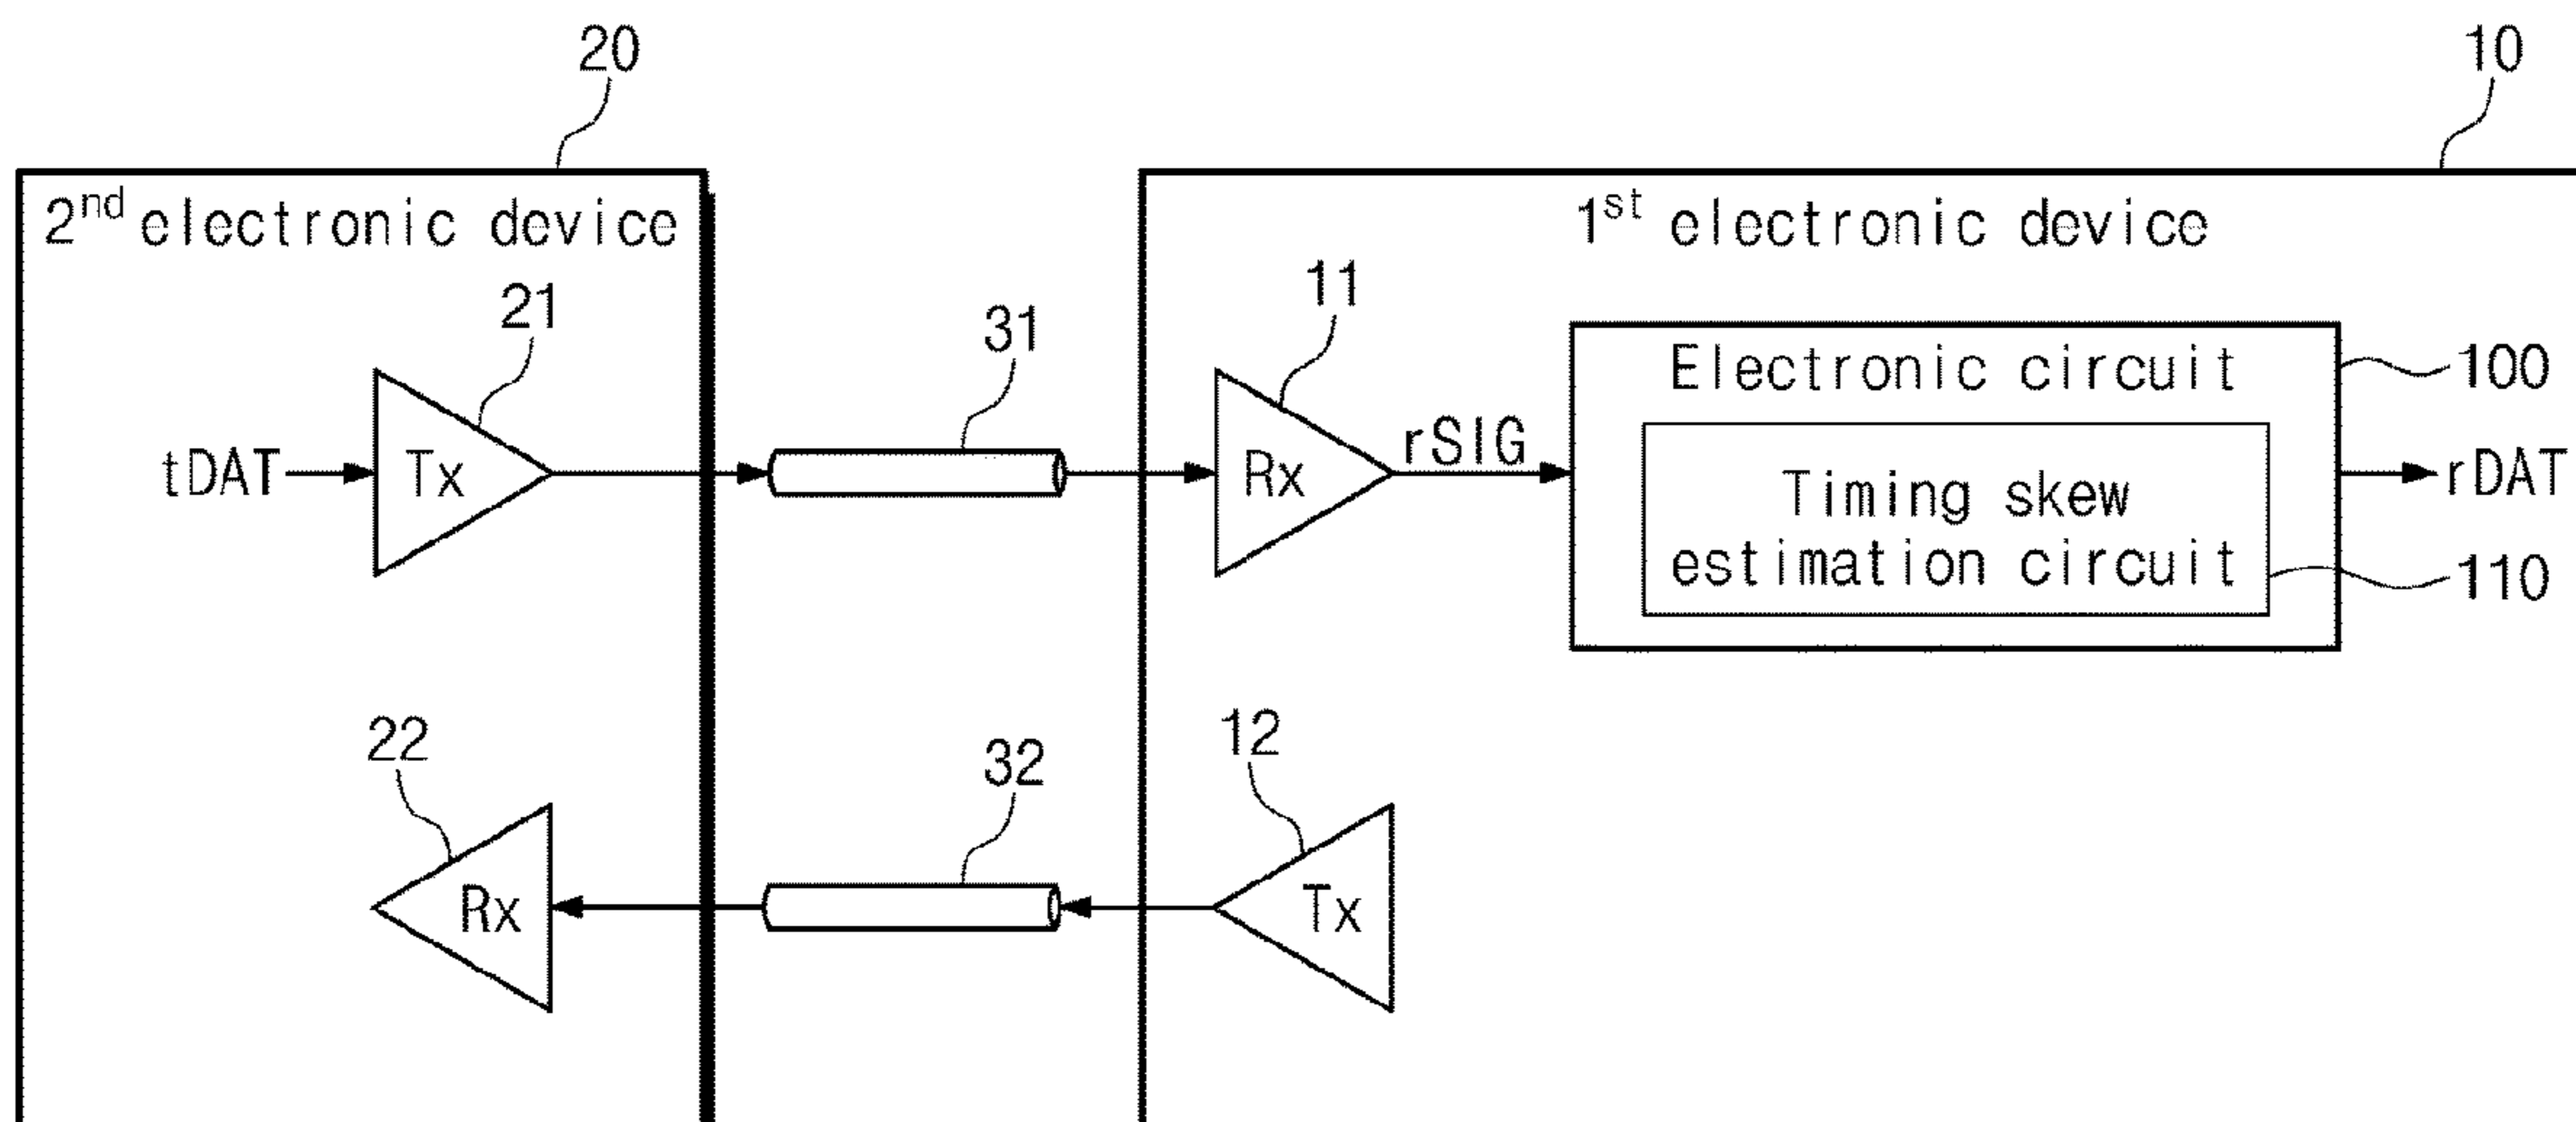 20
10
2nd electronic device
1st electronic device
21
31
11
Electronic circuit
100
tDAT
Tx
Rx
rSIG
Timing skew
estimation circuit
rDAT
110
22
32
12
Rx
Tx